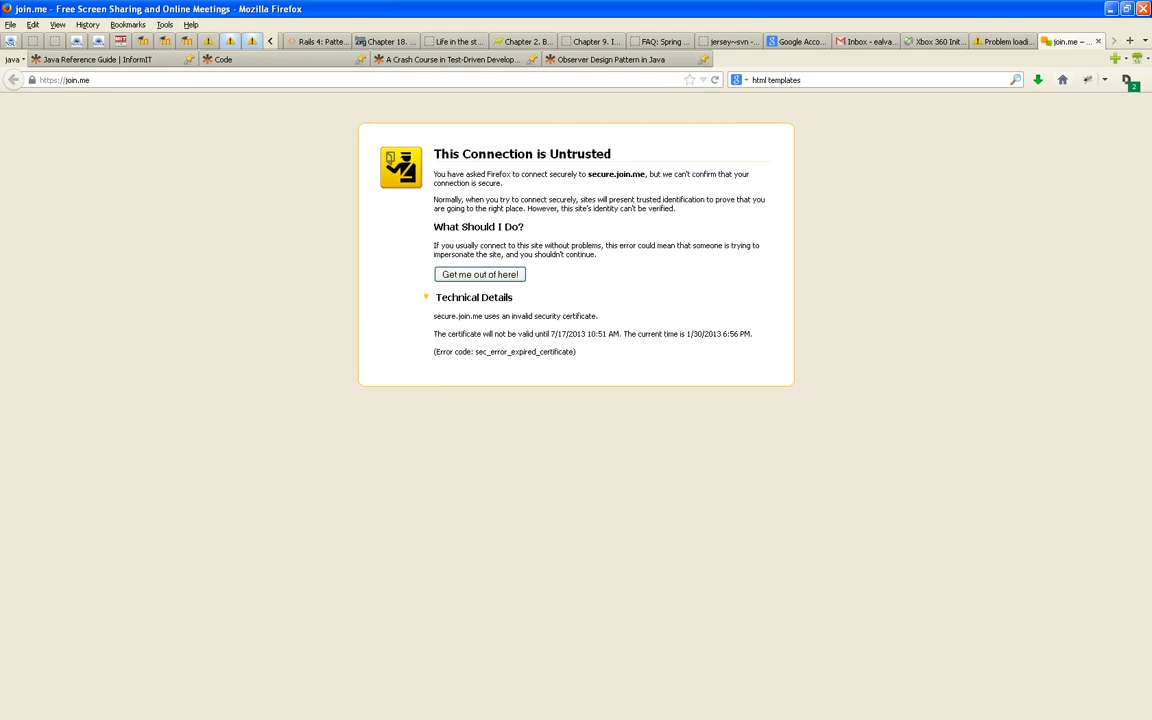 join.me - Free Screen Sharing and Online Meetings - Mozilla Firefox
File Edit View History Bookmarks Tools Help
Rails 4: Patte... Chapter 18. ... Life in the st... Chapter 2. B... Chapter 9. I... FAQ: Spring ... jersey~svn -... Google Acco... Inbox - ealva... Xbox 360 Init... Problem loadi... join.me – ...
java Java Reference Guide | InformIT Code A Crash Course in Test-Driven Develop... Observer Design Pattern in Java
https://join.me html templates
2
This Connection is Untrusted
You have asked Firefox to connect securely to secure.join.me, but we can't confirm that your
connection is secure.
Normally, when you try to connect securely, sites will present trusted identification to prove that you
are going to the right place. However, this site's identity can't be verified.
What Should I Do?
If you usually connect to this site without problems, this error could mean that someone is trying to
impersonate the site, and you shouldn't continue.
Get me out of here!
Technical Details
secure.join.me uses an invalid security certificate.
The certificate will not be valid until 7/17/2013 10:51 AM. The current time is 1/30/2013 6:56 PM.
(Error code: sec_error_expired_certificate)